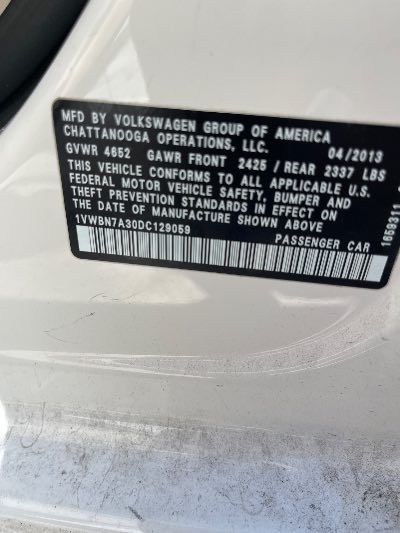 MFD BY VOLKSWAGEN GROUP OF AMERICA
CHATTANOOGA OPERATIONS, LLC. 04/2013
GVWR 4652 GAWR FRONT 2425 / REAR 2337 LBS
THIS VEHICLE CONFORMS TO ALL APPLICABLE U.S.
FEDERAL MOTOR VEHICLE SAFETY, BUMPER AND
THEFT PREVENTION STANDARDS IN EFFECT ON
THE DATE OF MANUFACTURE SHOWN ABOVE
1VWBN7A30DC129059 PASSENGER CAR
1659311